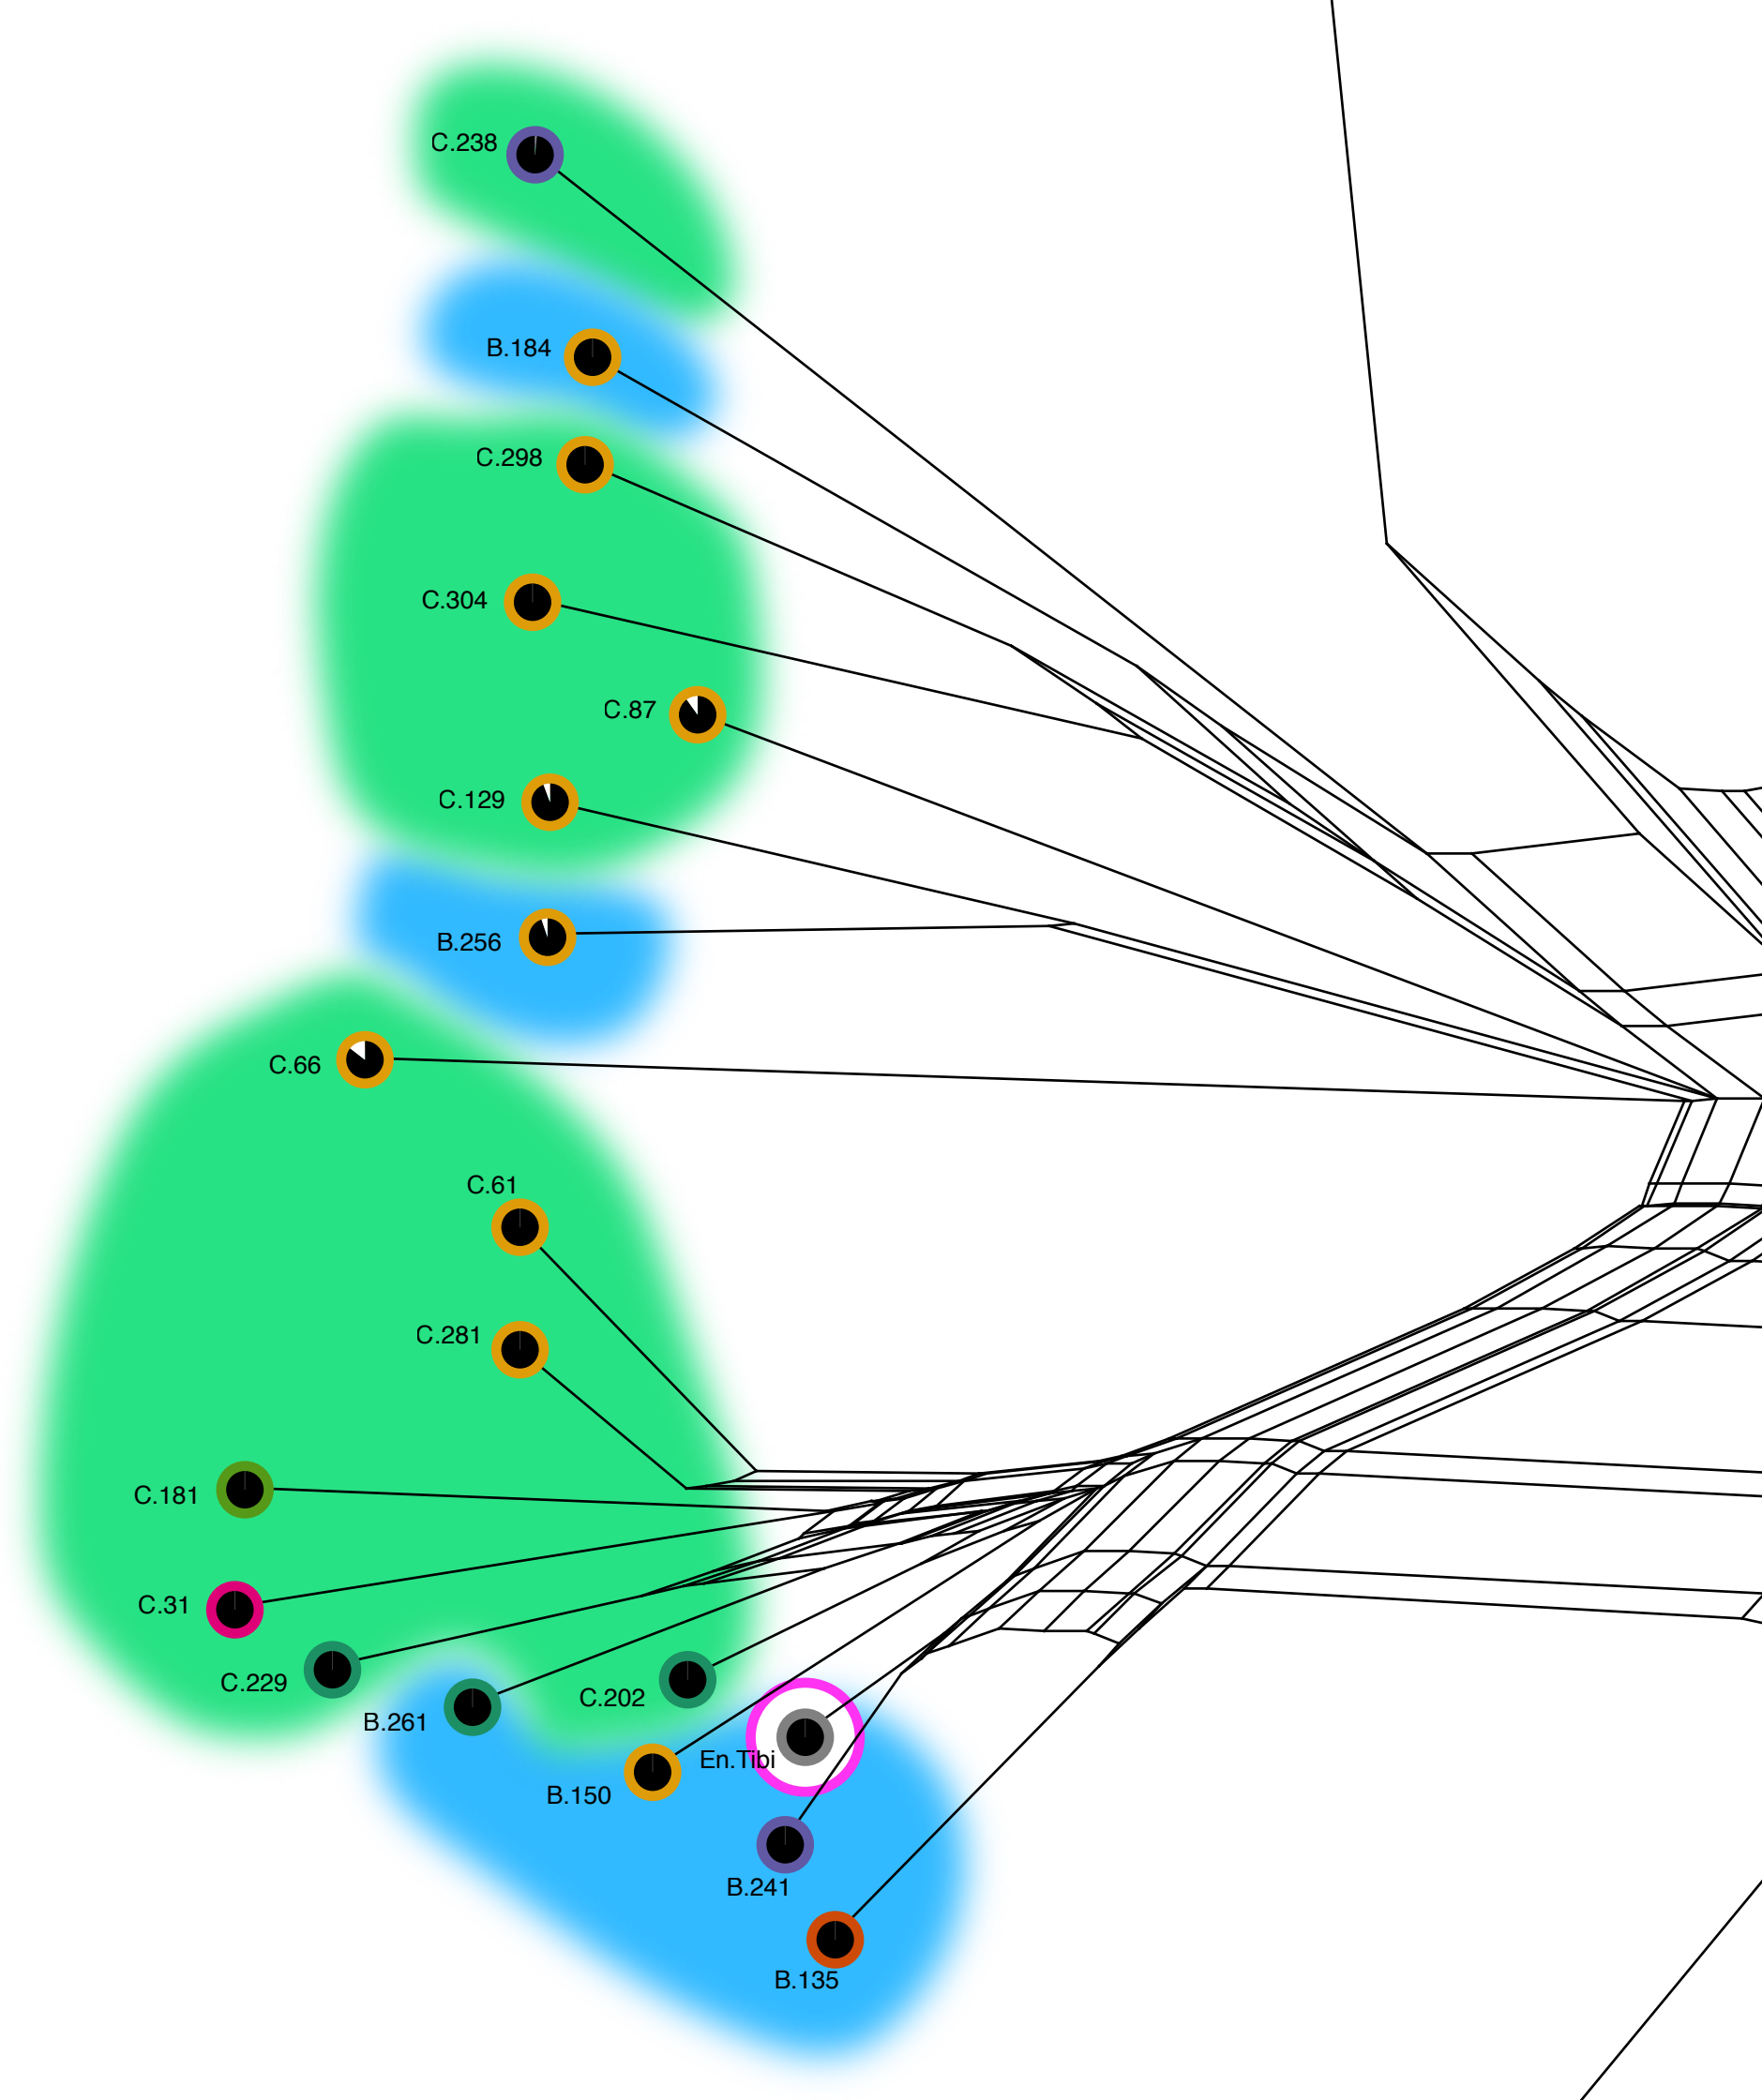 C.238
B.184
C.298
C.304
C.87
C.129
B.256
C.66
C.61
C.281
C.181
C.31
C.229
C.202
B.261
En.Tibi
B.150
B.241
B.135